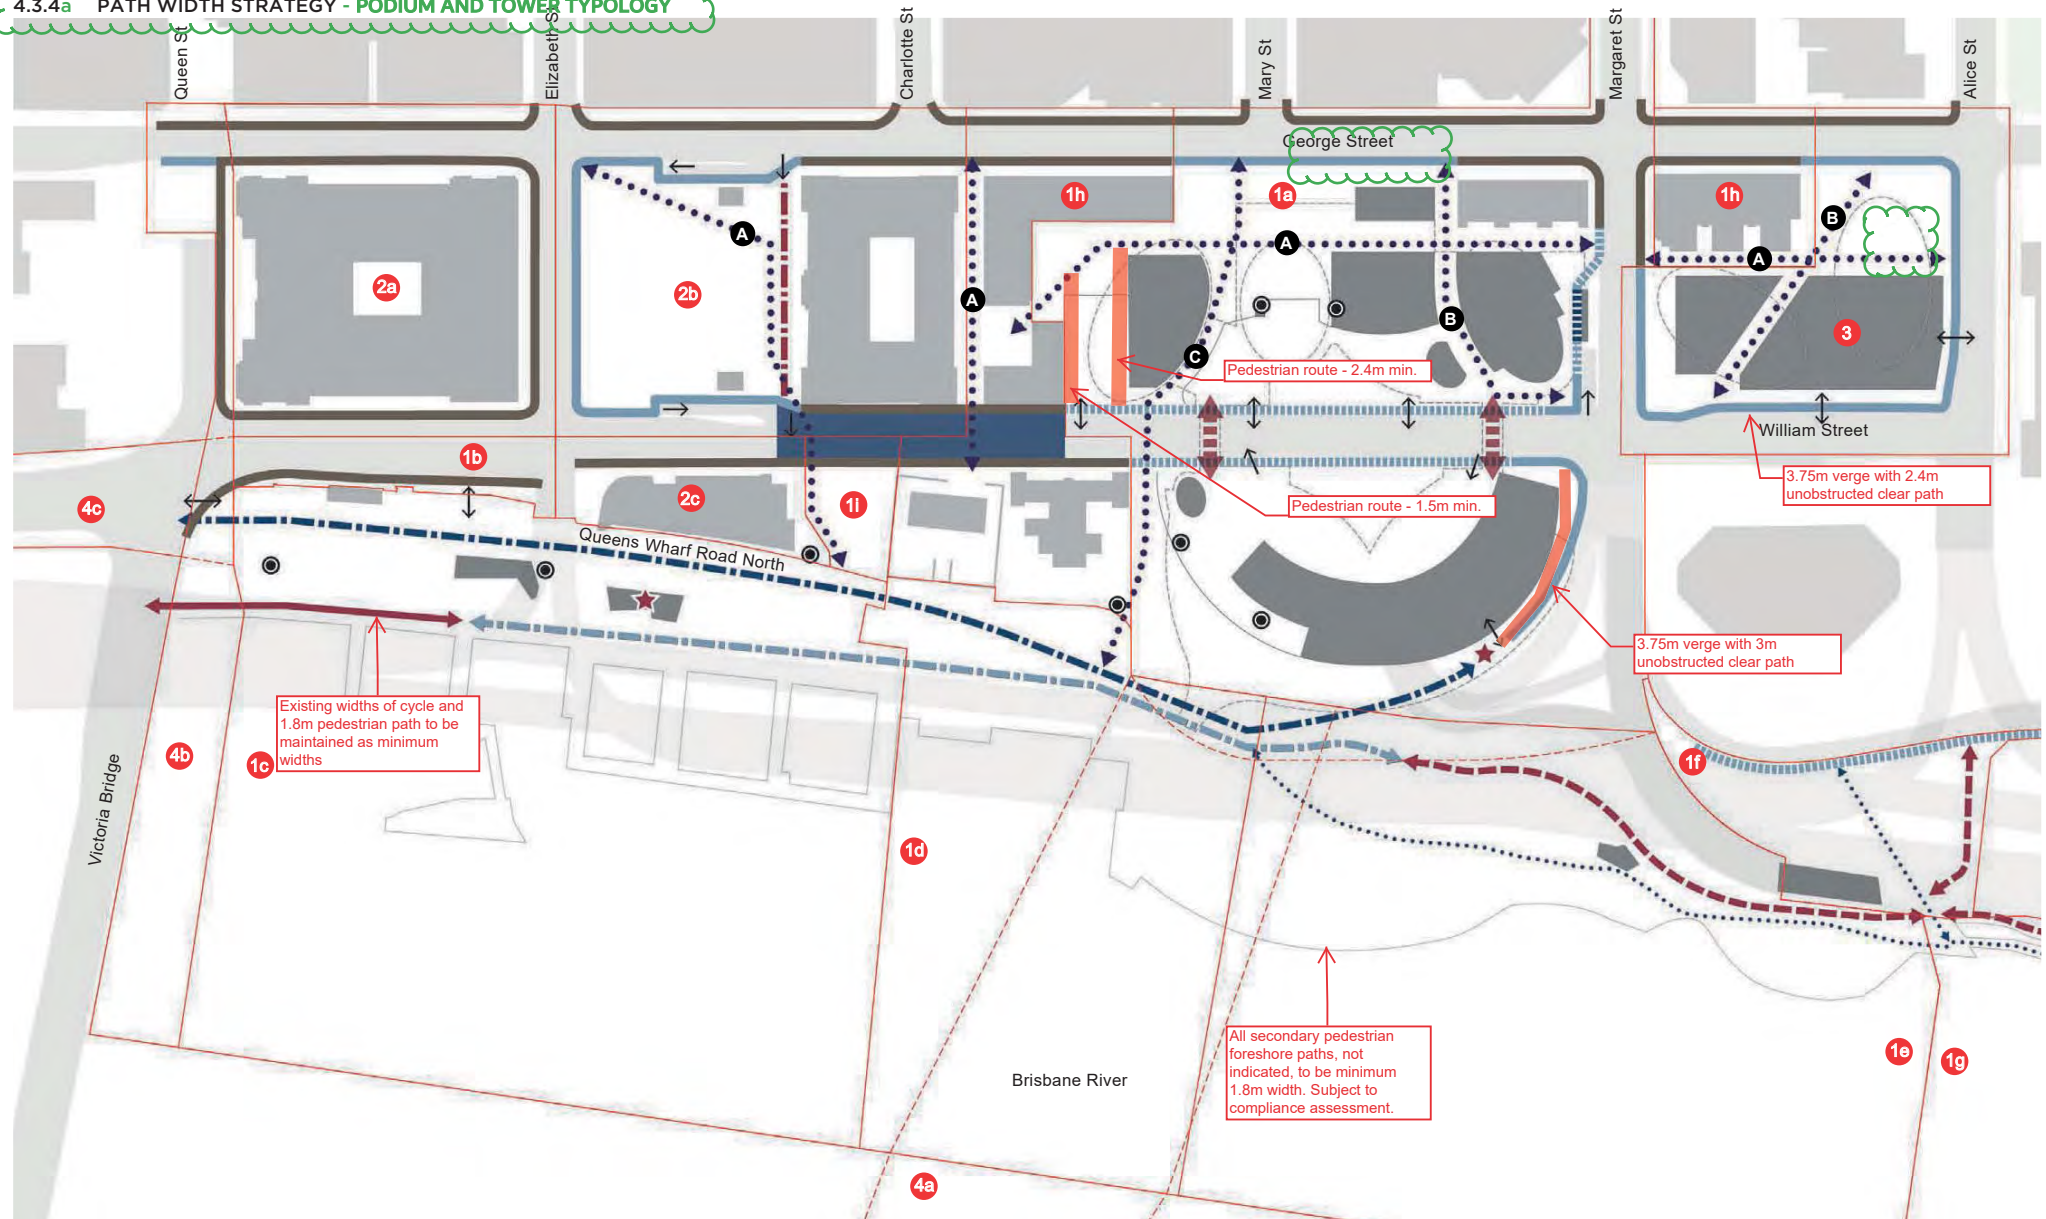 4.3.4a PATH WIDTH STRATEGY - PODIUM AND TOWER TYPOLOGY
Queen St
Elizabeth St
Charlotte St
Mary St
Margaret St
Alice St
George Street
1h
1a
1h
B
A
A
A
2a
2b
A
B
3
C
Pedestrian route - 2.4m min.
William Street
1b
3.75m verge with 2.4m
unobstructed clear path
4c
2c
1i
Pedestrian route - 1.5m min.
Queens Wharf Road North
3.75m verge with 3m
unobstructed clear path
Existing widths of cycle and
1.8m pedestrian path to be
maintained as minimum
widths
Victoria Bridge
4b
1c
1f
1d
All secondary pedestrian
foreshore paths, not
indicated, to be minimum
1.8m width. Subject to
compliance assessment.
Brisbane River
1e
1g
4a